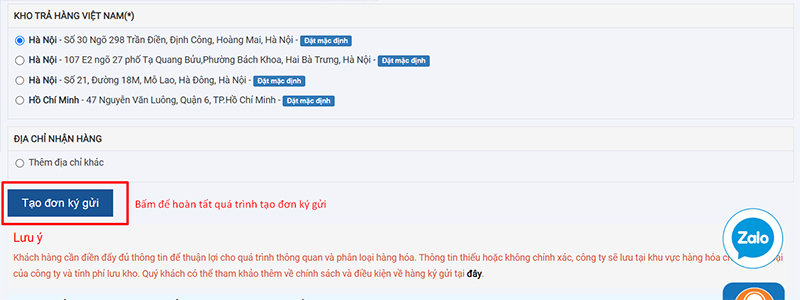 KHO TRẢ HÀNG VIỆT NAM(*)
Hà Nội - Số 30 Ngõ 298 Trần Điền, Định Công, Hoàng Mai, Hà Nội - Đặt mặc định
Hà Nội - 107 E2 ngõ 27 phố Tạ Quang Bửu,Phường Bách Khoa, Hai Bà Trưng, Hà Nội - Đặt mặc định
Hà Nội - Số 21, Đường 18M, Mỗ Lao, Hà Đông, Hà Nội - Đặt mặc định
Hồ Chí Minh - 47 Nguyễn Văn Luông, Quận 6, TP.Hồ Chí Minh - Đặt mặc định
ĐỊA CHỈ NHẬN HÀNG
Thêm địa chỉ khác
Tạo đơn ký gửi
Bấm để hoàn tất quá trình tạo đơn ký gửi
Lưu ý
Khách hàng cần điền đầy đủ thông tin để thuận lợi cho quá trình thông quan và phân loại hàng hóa. Thông tin thiếu hoặc không chính xác, công ty sẽ lưu tại khu vực hàng hóa
của công ty và tính phí lưu kho. Quý khách có thể tham khảo thêm về chính sách và điều kiện về hàng ký gửi tại đây.
Zalo